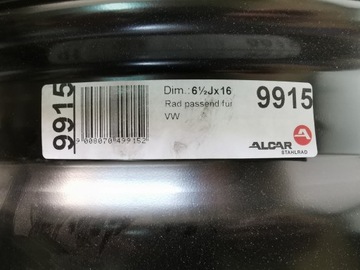 9915
Dim.: 6½Jx16
Rad passend für
VW
9915
9 008070 499152
ALCAR
STAHLRAD